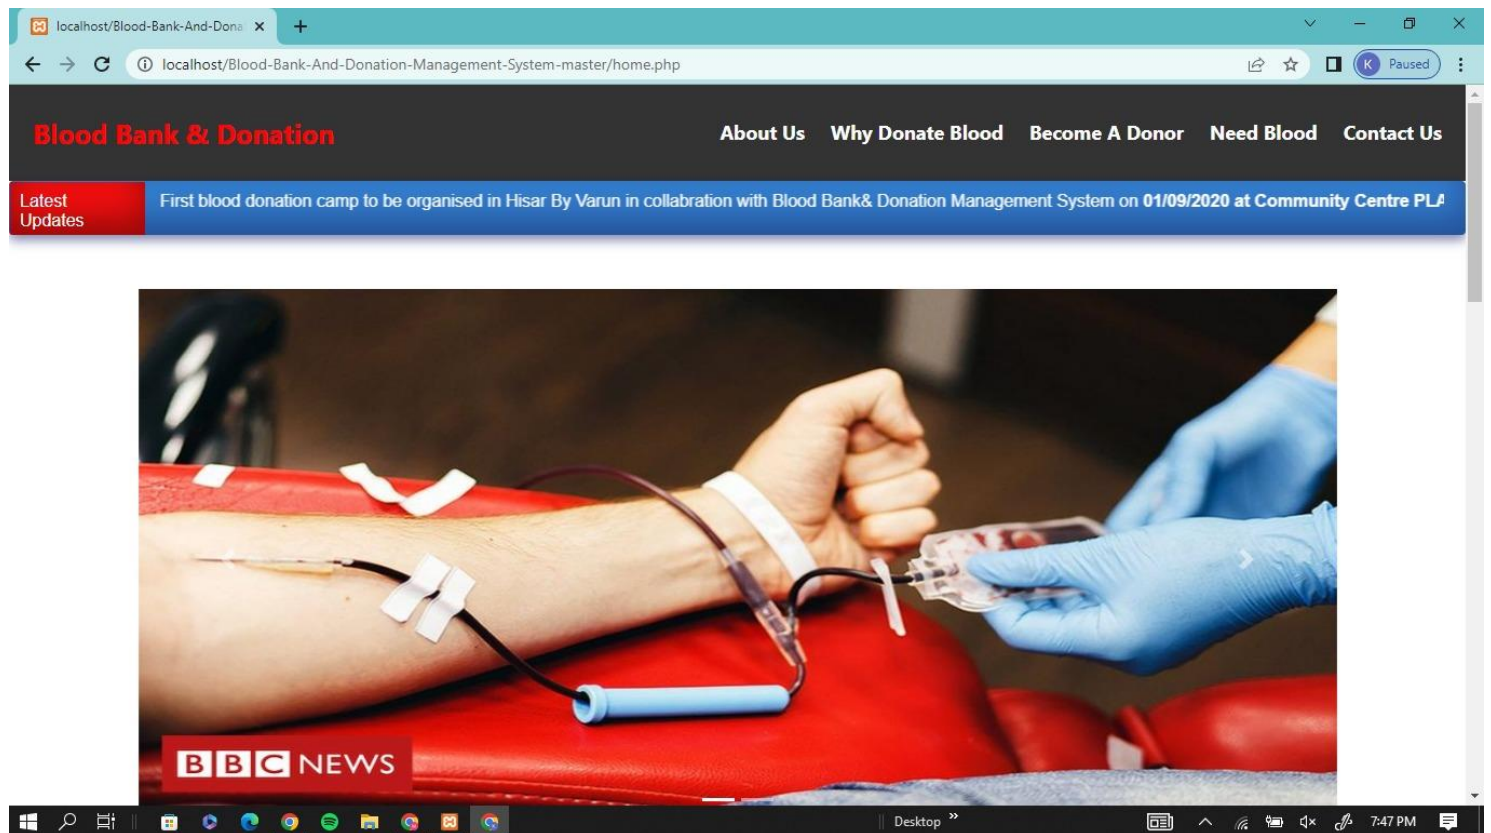 localhost/Blood-Bank-And-Dona
localhost/Blood-Bank-And-Donation-Management-System-master/home.php
K Paused
Blood Bank & Donation
About Us Why Donate Blood Become A Donor Need Blood Contact Us
Latest
Updates
First blood donation camp to be organised in Hisar By Varun in collabration with Blood Bank& Donation Management System on 01/09/2020 at Community Centre PLA
BBC NEWS
Desktop
7:47 PM